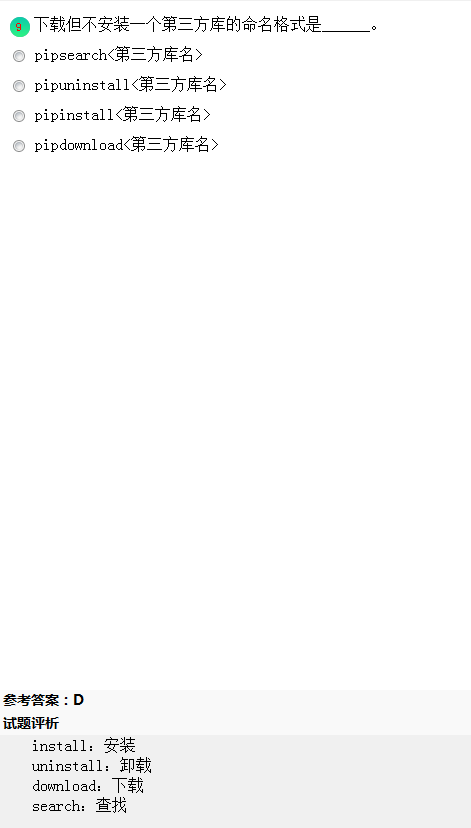 9 下载但不安装一个第三方库的命名格式是______。
pipsearch<第三方库名>
pipuninstall<第三方库名>
pipinstall<第三方库名>
pipdownload<第三方库名>
参考答案：D
试题评析
install：安装
uninstall：卸载
download：下载
search：查找